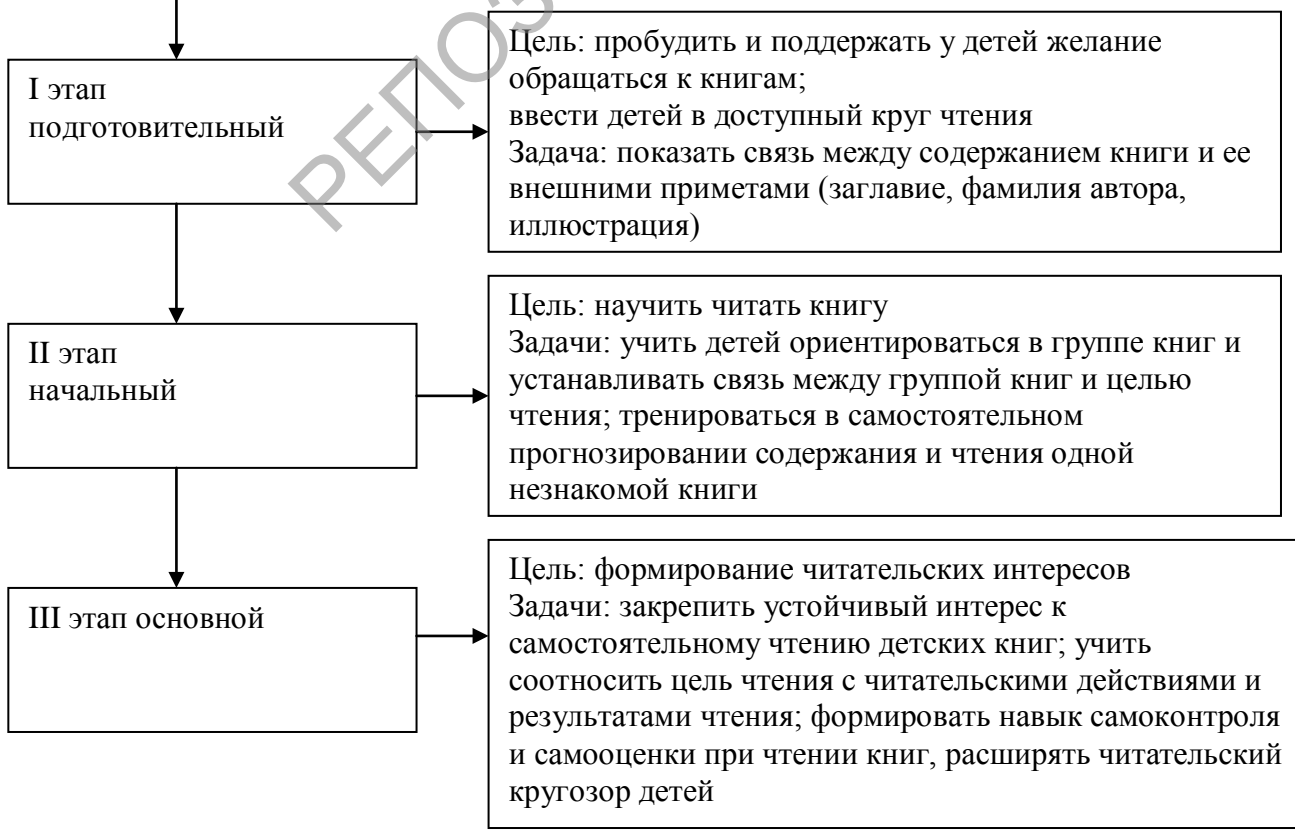 I этап
подготовительный
Цель: пробудить и поддержать у детей желание
обращаться к книгам;
ввести детей в доступный круг чтения
Задача: показать связь между содержанием книги и ее
внешними приметами (заглавие, фамилия автора,
иллюстрация)
II этап
начальный
Цель: научить читать книгу
Задачи: учить детей ориентироваться в группе книг и
устанавливать связь между группой книг и целью
чтения; тренироваться в самостоятельном
прогнозировании содержания и чтения одной
незнакомой книги
III этап основной
Цель: формирование читательских интересов
Задачи: закрепить устойчивый интерес к
самостоятельному чтению детских книг; учить
соотносить цель чтения с читательскими действиями и
результатами чтения; формировать навык самоконтроля
и самооценки при чтении книг, расширять читательский
кругозор детей